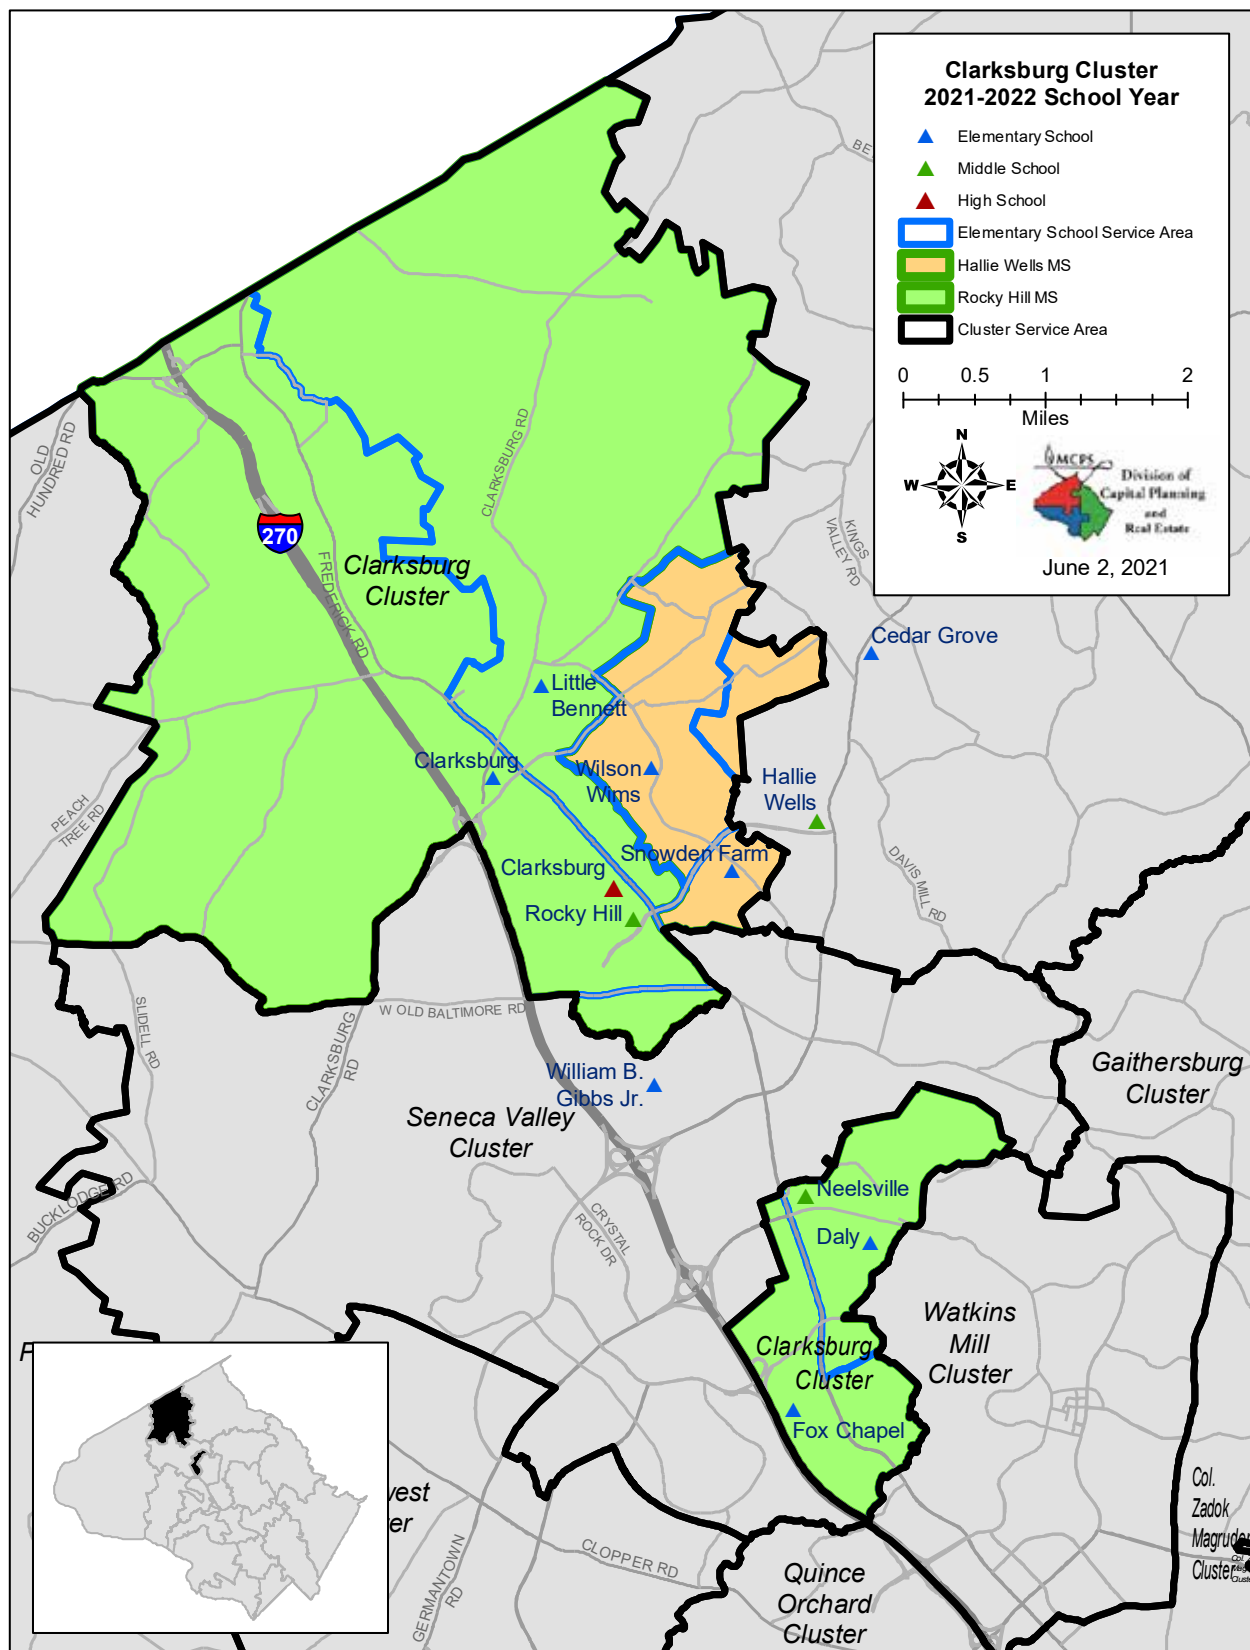 Clarksburg Cluster
2021-2022 School Year
Elementary School
Middle School
High School
Elementary School Service Area
Hallie Wells MS
Rocky Hill MS
Cluster Service Area
0 0.5 1 2
Miles
N
W E
S
MCPS
Division of
Capital Planning
and
Real Estate
June 2, 2021
OLD
HUNDRED RD
CLARKSBURG RD
270
FREDERICK RD
Clarksburg
Cluster
KINGS
VALLEY RD
Cedar Grove
Little
Bennett
Clarksburg
Wilson
Wims
Hallie
Wells
PEACH
TREE RD
Snowden Farm
Clarksburg
Rocky Hill
DAVIS MILL RD
SLIDELL RD
CLARKSBURG
RD
W OLD BALTIMORE RD
William B.
Gibbs Jr.
Seneca Valley
Cluster
Gaithersburg
Cluster
BUCKLODGE RD
CRYSTAL
ROCK DR
Neelsville
Daly
Watkins
Mill
Cluster
Clarksburg
Cluster
Fox Chapel
Col.
Zadok
Magruder
Cluster
GERMANTOWN
RD
CLOPPER RD
Quince
Orchard
Cluster